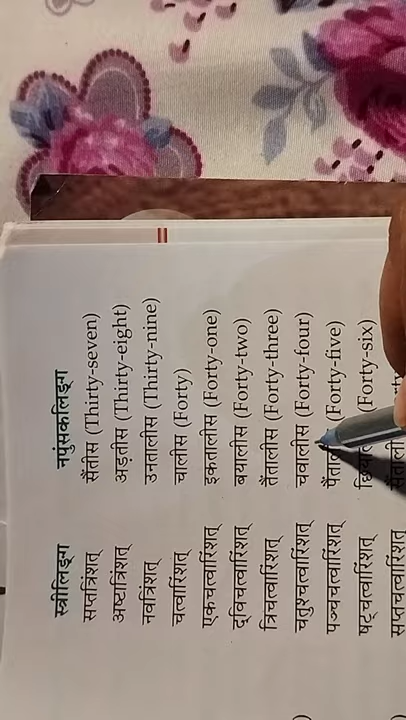 स्त्रीलिङ्ग नपुंसकलिङ्ग
सप्तत्रिंशत् सैंतीस (Thirty-seven)
अष्टात्रिंशत् अड़तीस (Thirty-eight)
नवत्रिंशत् उनतालीस (Thirty-nine)
चत्वारिंशत् चालीस (Forty)
एकचत्वारिंशत् इकतालीस (Forty-one)
द्विचत्वारिंशत् बयालीस (Forty-two)
त्रिचत्वारिंशत् तैंतालीस (Forty-three)
चतुश्चत्वारिंशत् चवालीस (Forty-four)
पञ्चचत्वारिंशत् (Forty-five)
षट्चत्वारिंशत् (Forty-six)
सप्तचत्वारिंशत्